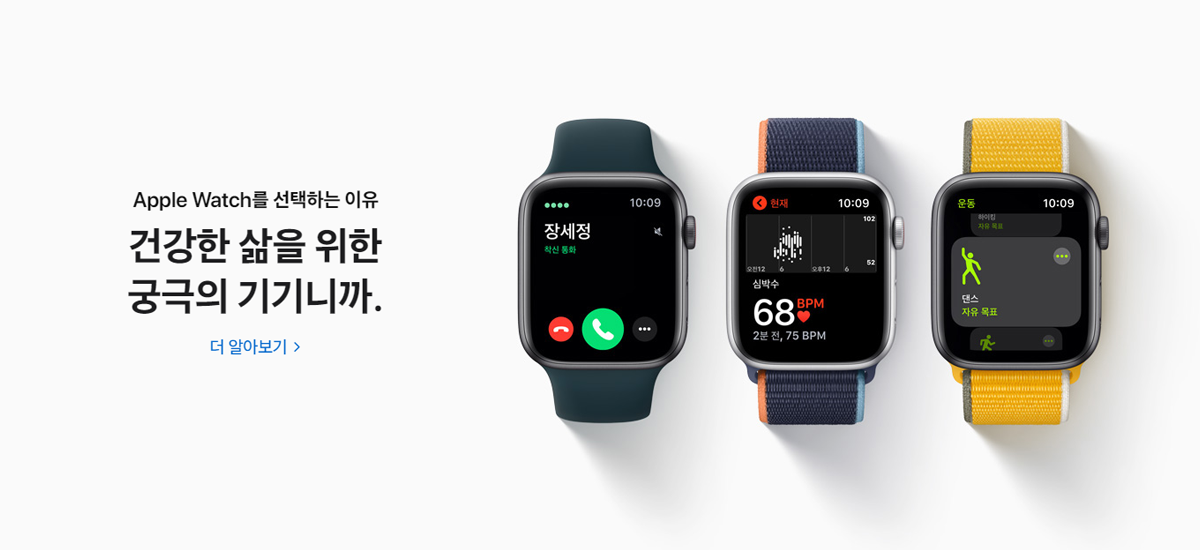 Apple Watch를 선택하는 이유
건강한 삶을 위한
궁극의 기기니까.
더 알아보기 >
10:09
장세정
착신 통화
현재
10:09
102
52
오전12
6
오후12
6
심박수
68 BPM
2분 전, 75 BPM
운동
10:09
하이킹
자유 목표
댄스
자유 목표